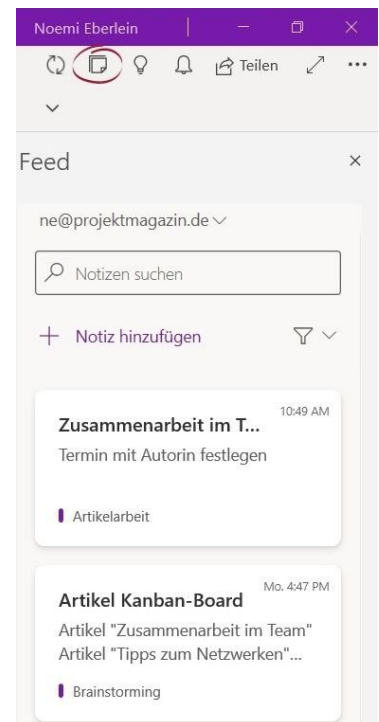 Noemi Eberlein
Teilen
Feed
ne@projektmagazin.de
Notizen suchen
Notiz hinzufügen
Zusammenarbeit im T... 10:49 AM
Termin mit Autorin festlegen
Artikelarbeit
Artikel Kanban-Board Mo. 4:47 PM
Artikel "Zusammenarbeit im Team"
Artikel "Tipps zum Netzwerken"...
Brainstorming